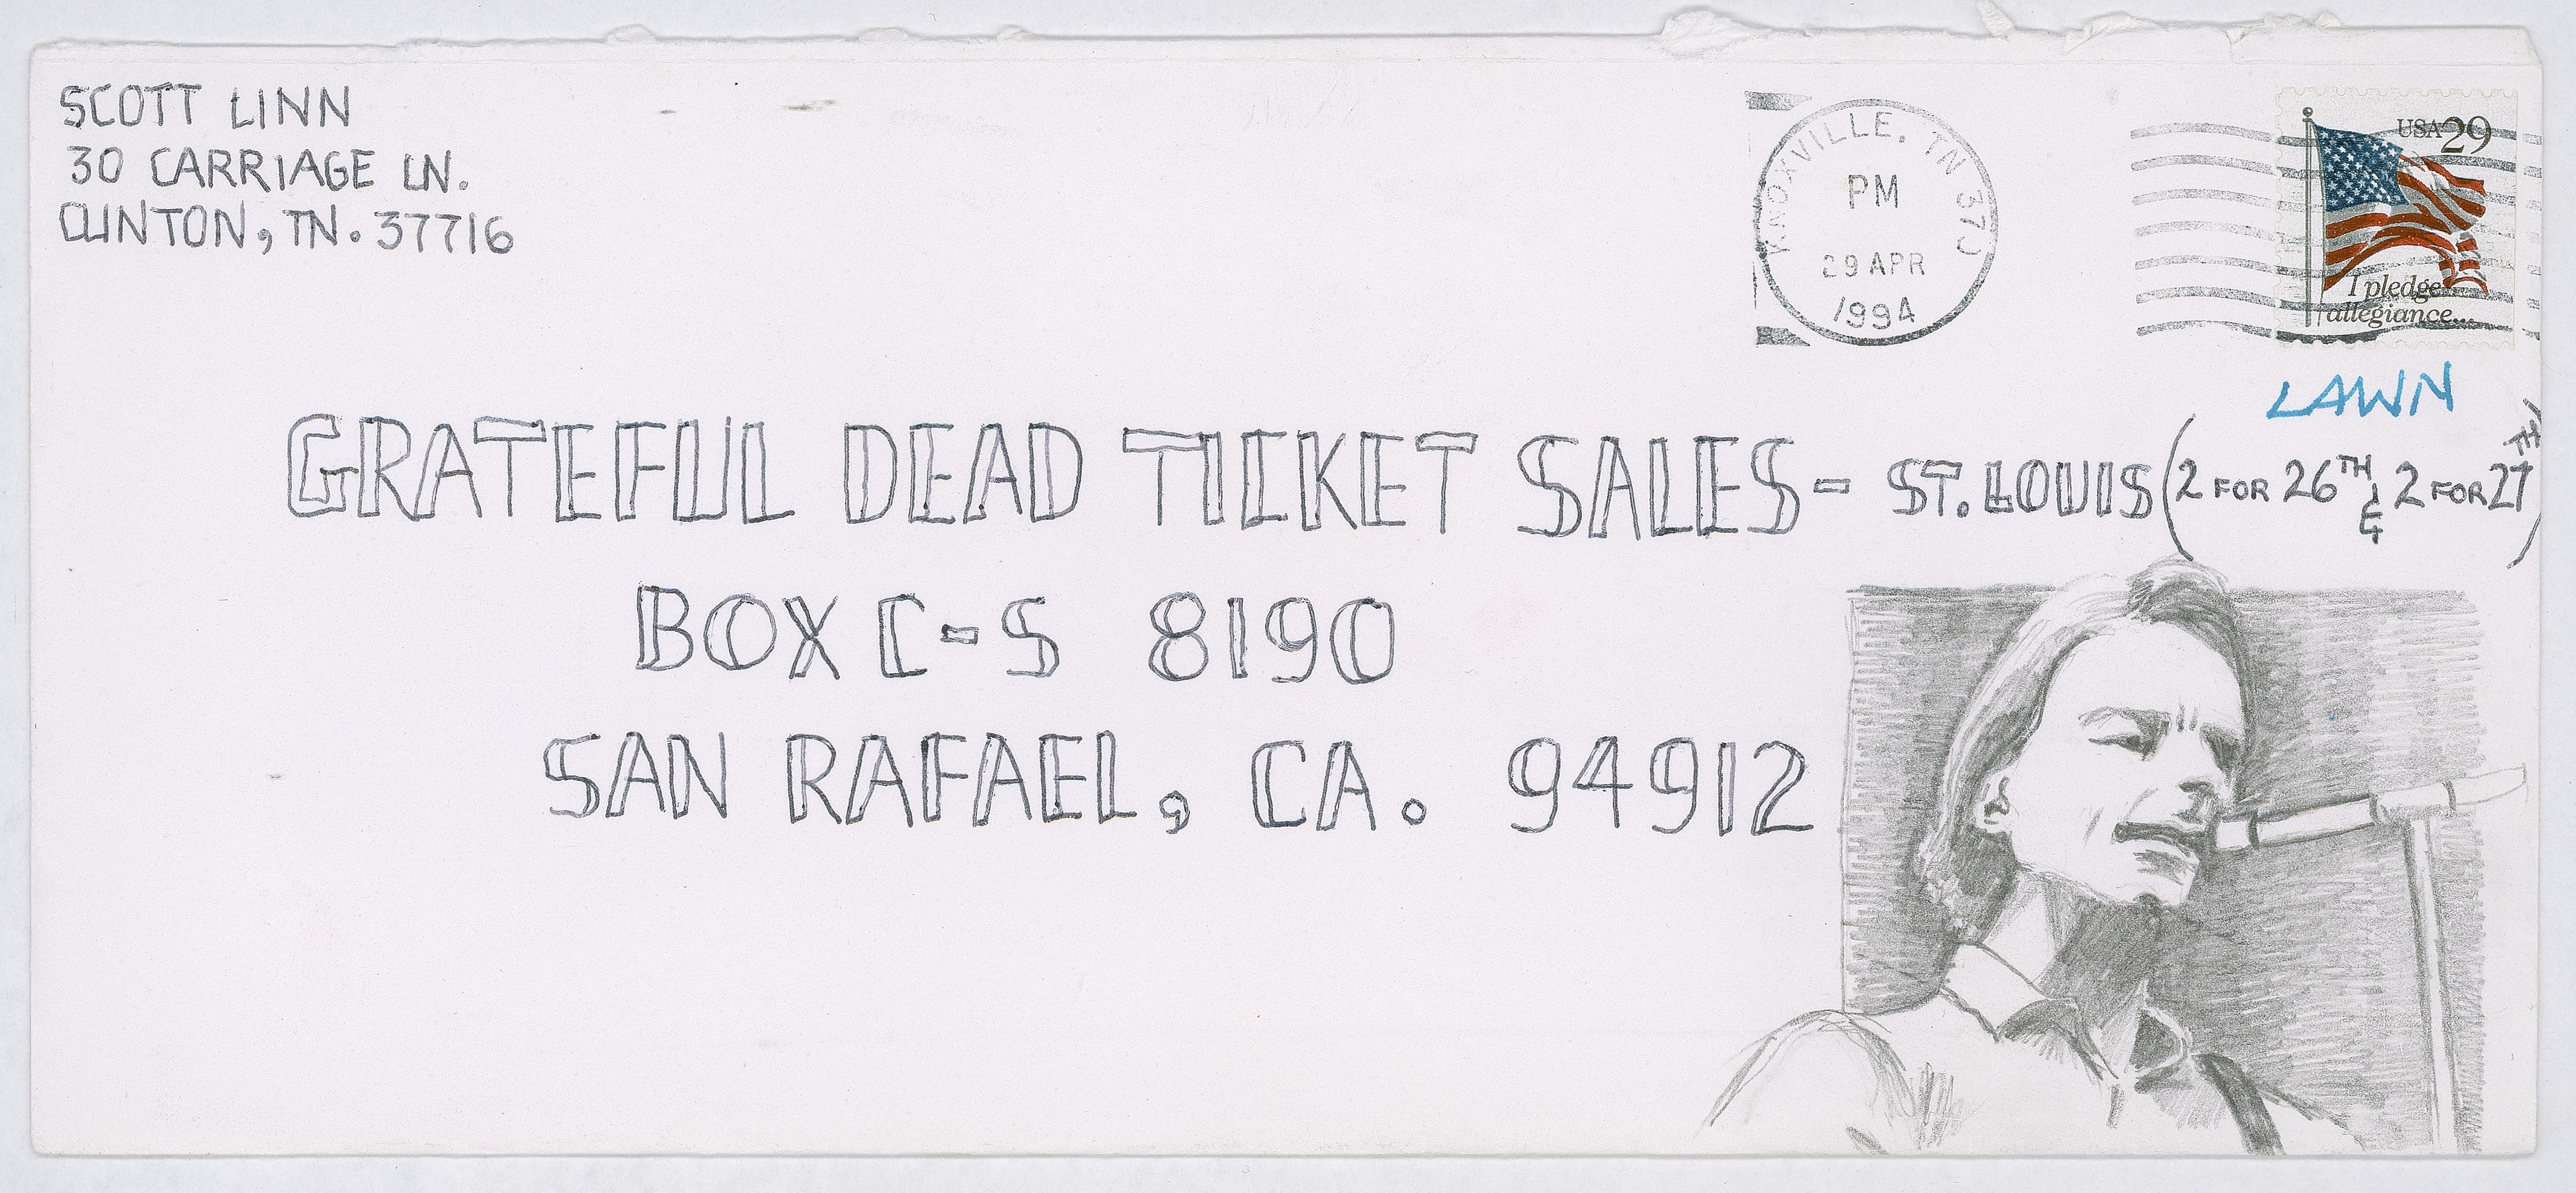 SCOTT LINN
30 CARRIAGE LN.
CLINTON, TN. 37716
KNOXVILLE, TN 37
PM
29 APR
1994
USA 29
I pledge
allegiance...
LAWN
GRATEFUL DEAD TICKET SALES - ST. LOUIS (2 FOR 26TH & 2 FOR 27TH)
BOX C-S 8190
SAN RAFAEL, CA. 94912